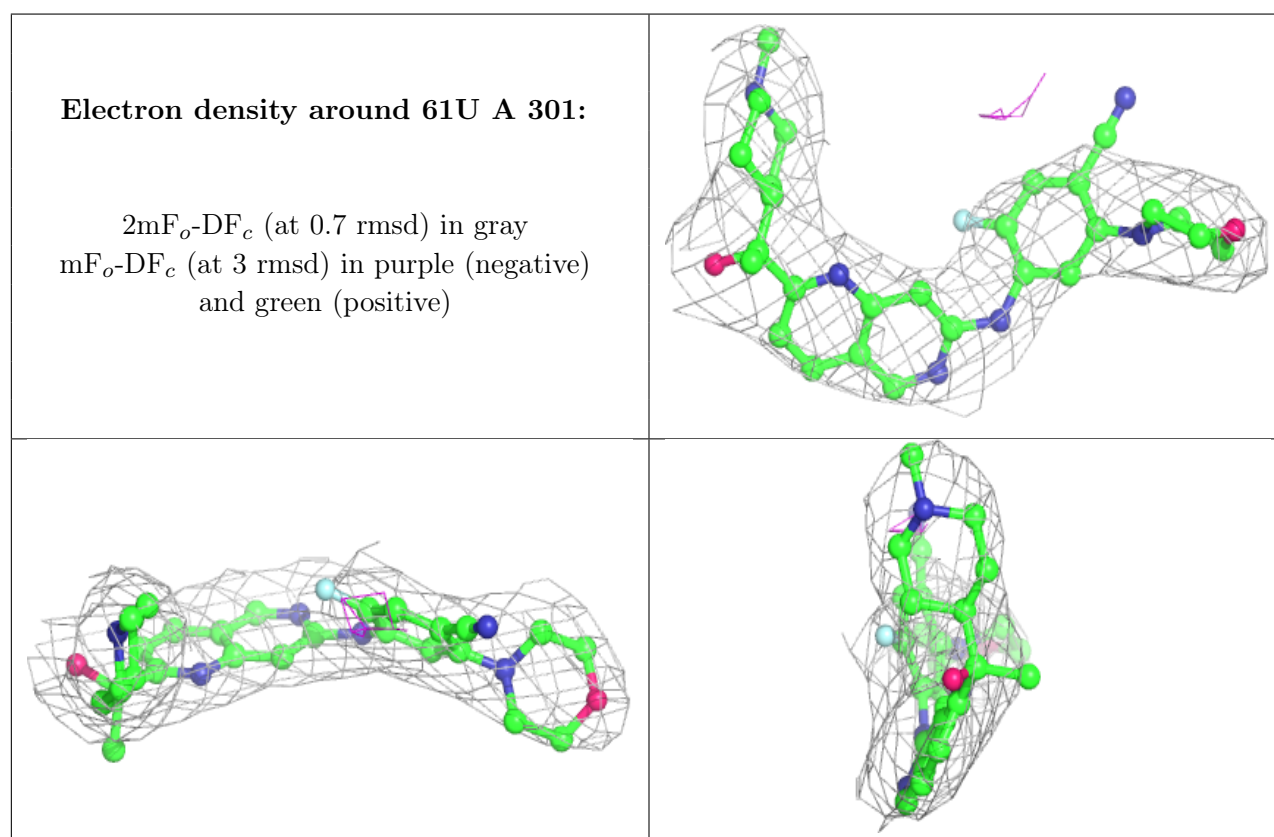 Electron density around 61U A 301:
2mFₒ-DF𝒸 (at 0.7 rmsd) in gray
mFₒ-DF𝒸 (at 3 rmsd) in purple (negative)
and green (positive)